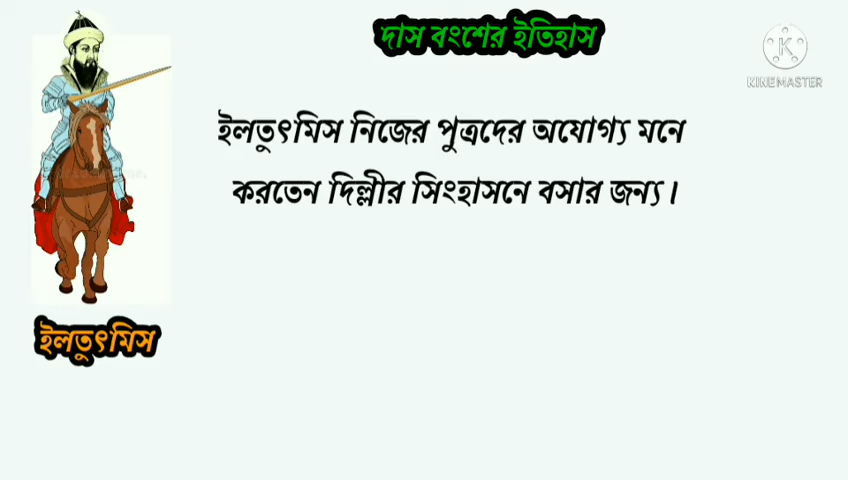 দাস বংশের ইতিহাস
KINEMASTER
ইলতুৎমিস নিজের পুত্রদের অযোগ্য মনে
করতেন দিল্লীর সিংহাসনে বসার জন্য।
ইলতুৎমিস